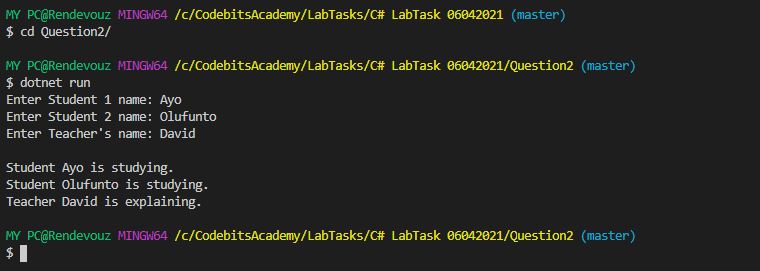 MY PC@Rendevouz MINGW64 /c/CodebitsAcademy/LabTasks/C# LabTask 06042021 (master)
$ cd Question2/
MY PC@Rendevouz MINGW64 /c/CodebitsAcademy/LabTasks/C# LabTask 06042021/Question2 (master)
$ dotnet run
Enter Student 1 name: Ayo
Enter Student 2 name: Olufunto
Enter Teacher's name: David
Student Ayo is studying.
Student Olufunto is studying.
Teacher David is explaining.
MY PC@Rendevouz MINGW64 /c/CodebitsAcademy/LabTasks/C# LabTask 06042021/Question2 (master)
$